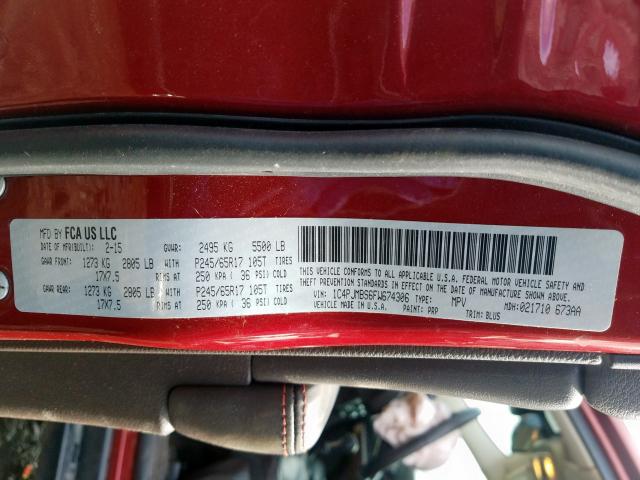 MFD BY FCA US LLC
DATE OF MFR(BUILT): 2-15 GVWR: 2495 KG 5500 LB
GAWR FRONT: 1273 KG 2805 LB WITH P245/65R17 105T TIRES
17X7.5 RIMS AT 250 KPA ( 36 PSI) COLD
GAWR REAR: 1273 KG 2805 LB WITH P245/65R17 105T TIRES
17X7.5 RIMS AT 250 KPA ( 36 PSI) COLD
THIS VEHICLE CONFORMS TO ALL APPLICABLE U.S.A. FEDERAL MOTOR VEHICLE SAFETY AND
THEFT PREVENTION STANDARDS IN EFFECT ON THE DATE OF MANUFACTURE SHOWN ABOVE.
VIN: 1C4PJMBS6FW674306 TYPE: MPV MDH:021710 673AA
VEHICLE MADE IN U.S.A. PAINT: PRP TRIM: BLUS